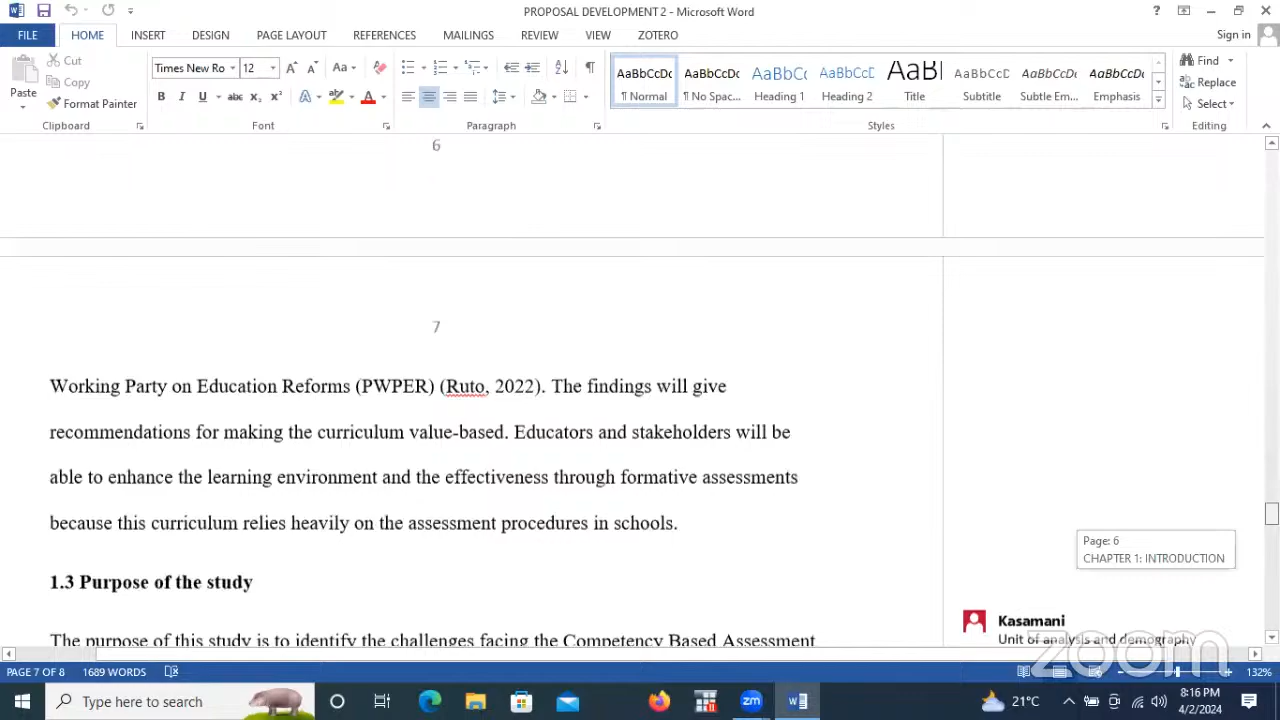 PROPOSAL DEVELOPMENT 2 - Microsoft Word
?
FILE HOME INSERT DESIGN PAGE LAYOUT REFERENCES MAILINGS REVIEW VIEW ZOTERO Sign in
Paste
Cut
Copy
Format Painter
Clipboard
Times New Ro 12
Aa
B I U abc X₂ X² A A
Font
Paragraph
AaBbCcDc AaBbCcDc AaBbCc AaBbCcD AaBl AaBbCcD AaBbCcDc AaBbCcDc
¶ Normal ¶ No Spac... Heading 1 Heading 2 Title Subtitle Subtle Em... Emphasis
Styles
Find
Replace
Select
Editing
6
7
Working Party on Education Reforms (PWPER) (Ruto, 2022). The findings will give
recommendations for making the curriculum value-based. Educators and stakeholders will be
able to enhance the learning environment and the effectiveness through formative assessments
because this curriculum relies heavily on the assessment procedures in schools.
1.3 Purpose of the study
The purpose of this study is to identify the challenges facing the Competency Based Assessment
Page: 6
CHAPTER 1: INTRODUCTION
Kasamani
Unit of analysis and demography
zoom
PAGE 7 OF 8 1689 WORDS 132%
Type here to search
zm
21°C
8:16 PM
4/2/2024